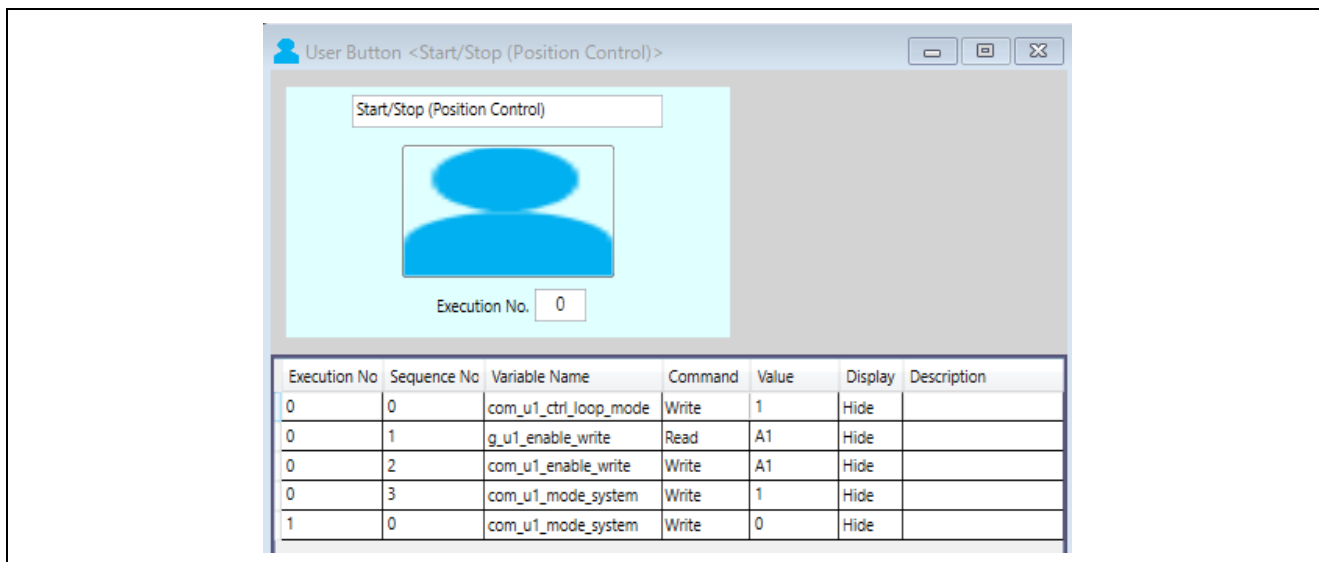 User Button <Start/Stop (Position Control)>
Start/Stop (Position Control)
Execution No. 0
Execution No Sequence No Variable Name Command Value Display Description
0 0 com_u1_ctrl_loop_mode Write 1 Hide
0 1 g_u1_enable_write Read A1 Hide
0 2 com_u1_enable_write Write A1 Hide
0 3 com_u1_mode_system Write 1 Hide
1 0 com_u1_mode_system Write 0 Hide